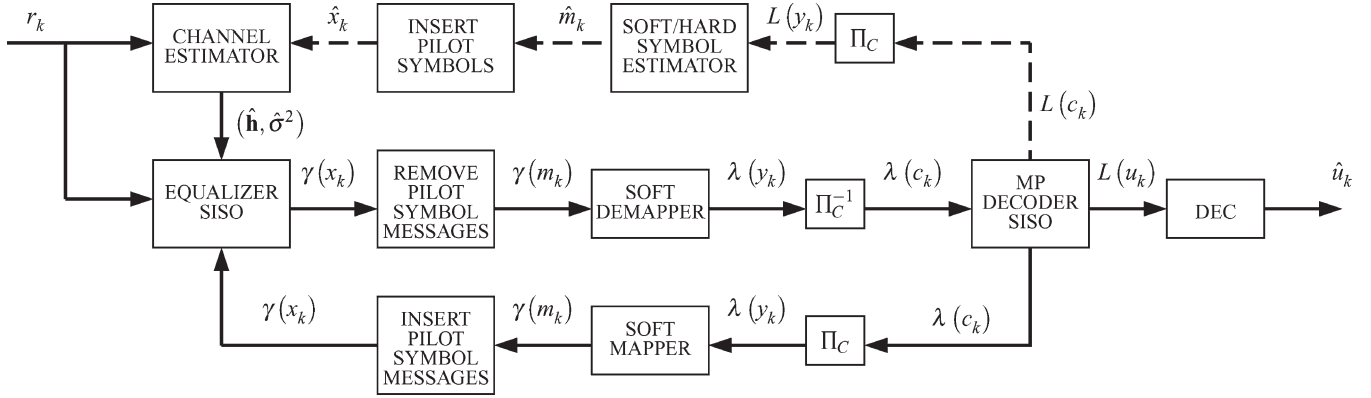 r_k
CHANNEL
ESTIMATOR
x̂_k
INSERT
PILOT
SYMBOLS
m̂_k
SOFT/HARD
SYMBOL
ESTIMATOR
L(y_k)
Π_C
L(c_k)
(ĥ, σ̂²)
EQUALIZER
SISO
γ(x_k)
REMOVE
PILOT
SYMBOL
MESSAGES
γ(m_k)
SOFT
DEMAPPER
λ(y_k)
Π_C^{-1}
λ(c_k)
MP
DECODER
SISO
L(u_k)
DEC
û_k
γ(x_k)
INSERT
PILOT
SYMBOL
MESSAGES
γ(m_k)
SOFT
MAPPER
λ(y_k)
Π_C
λ(c_k)